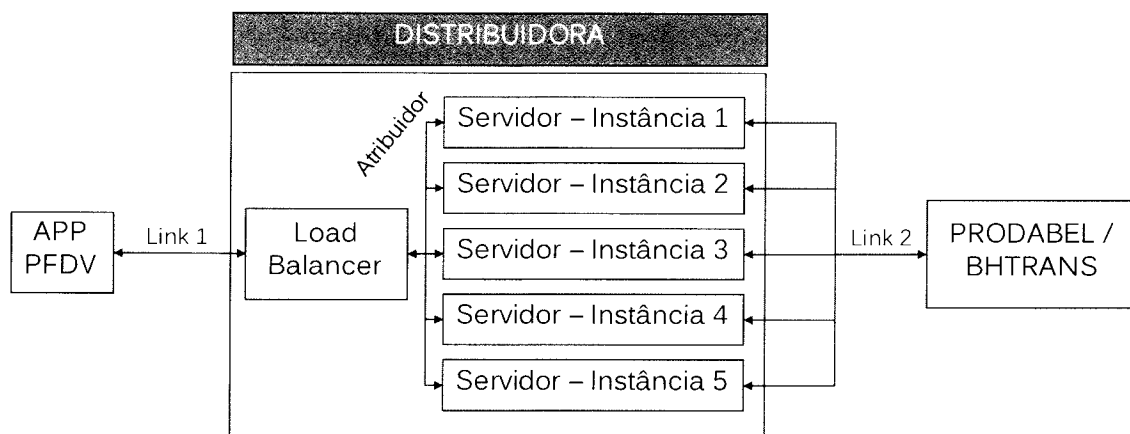 DISTRIBUIDORA
Atribuidor
Servidor – Instância 1
Servidor – Instância 2
APP
PFDV
Link 1
Load
Balancer
Servidor – Instância 3
Link 2
PRODABEL /
BHTRANS
Servidor – Instância 4
Servidor – Instância 5